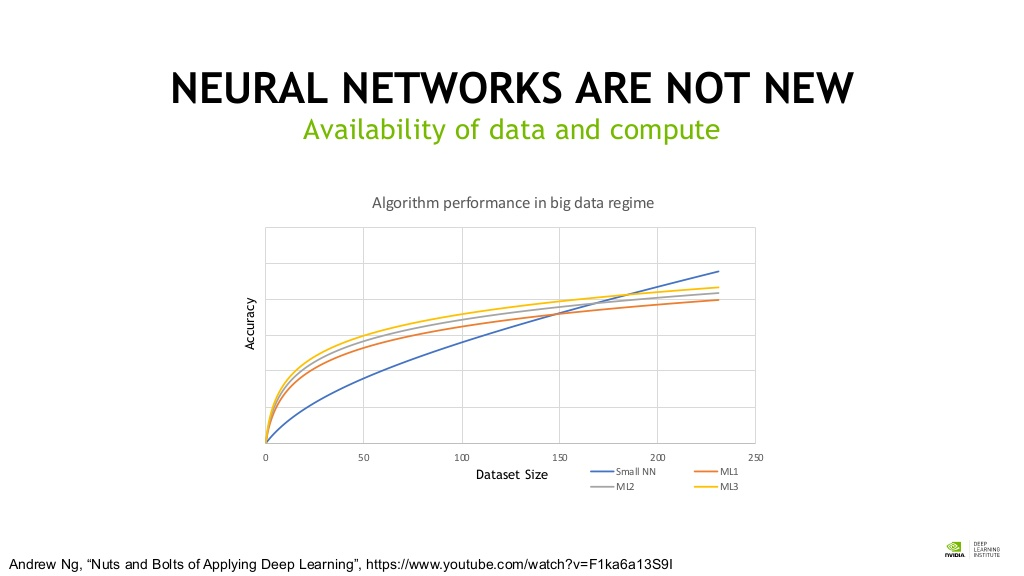 NEURAL NETWORKS ARE NOT NEW
Availability of data and compute
Algorithm performance in big data regime
Accuracy
0 50 100 150 200 250
Dataset Size
Small NN ML1
ML2 ML3
NVIDIA DEEP LEARNING INSTITUTE
Andrew Ng, “Nuts and Bolts of Applying Deep Learning”, https://www.youtube.com/watch?v=F1ka6a13S9I